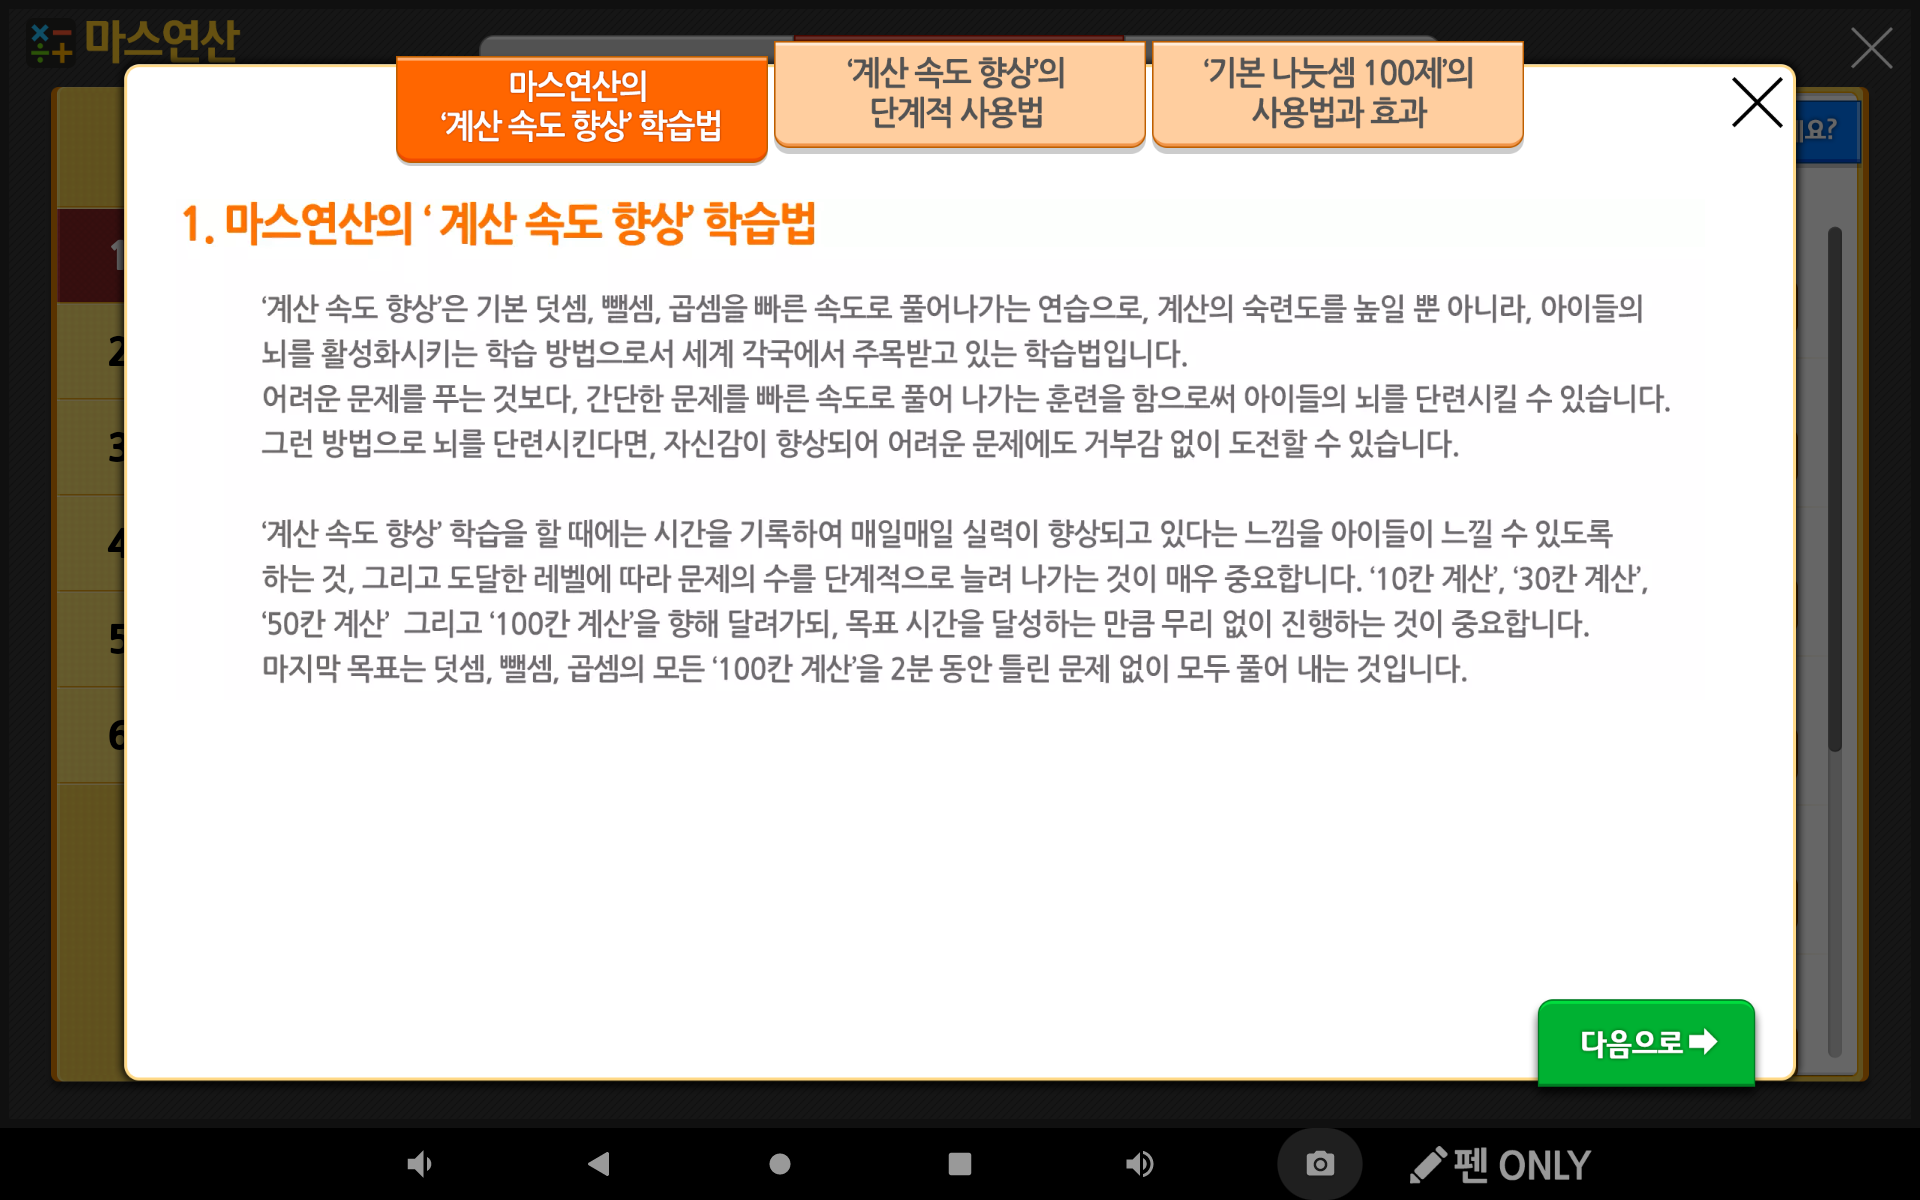 마스연산
마스연산의
‘계산 속도 향상’ 학습법
‘계산 속도 향상’의
단계적 사용법
‘기본 나눗셈 100제’의
사용법과 효과
요?
1. 마스연산의 ‘ 계산 속도 향상’ 학습법
1
2
3
4
5
6
‘계산 속도 향상’은 기본 덧셈, 뺄셈, 곱셈을 빠른 속도로 풀어나가는 연습으로, 계산의 숙련도를 높일 뿐 아니라, 아이들의
뇌를 활성화시키는 학습 방법으로서 세계 각국에서 주목받고 있는 학습법입니다.
어려운 문제를 푸는 것보다, 간단한 문제를 빠른 속도로 풀어 나가는 훈련을 함으로써 아이들의 뇌를 단련시킬 수 있습니다.
그런 방법으로 뇌를 단련시킨다면, 자신감이 향상되어 어려운 문제에도 거부감 없이 도전할 수 있습니다.
‘계산 속도 향상’ 학습을 할 때에는 시간을 기록하여 매일매일 실력이 향상되고 있다는 느낌을 아이들이 느낄 수 있도록
하는 것, 그리고 도달한 레벨에 따라 문제의 수를 단계적으로 늘려 나가는 것이 매우 중요합니다. ‘10칸 계산’, ‘30칸 계산’,
‘50칸 계산’ 그리고 ‘100칸 계산’을 향해 달려가되, 목표 시간을 달성하는 만큼 무리 없이 진행하는 것이 중요합니다.
마지막 목표는 덧셈, 뺄셈, 곱셈의 모든 ‘100칸 계산’을 2분 동안 틀린 문제 없이 모두 풀어 내는 것입니다.
다음으로
펜 ONLY